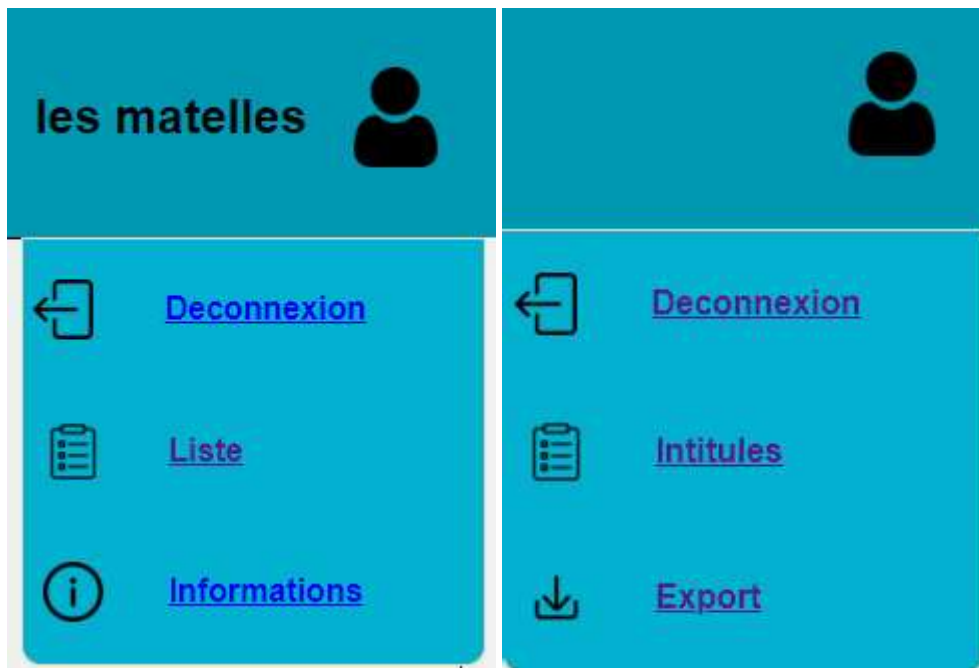 les matelles
Deconnexion
Liste
Informations
Deconnexion
Intitules
Export